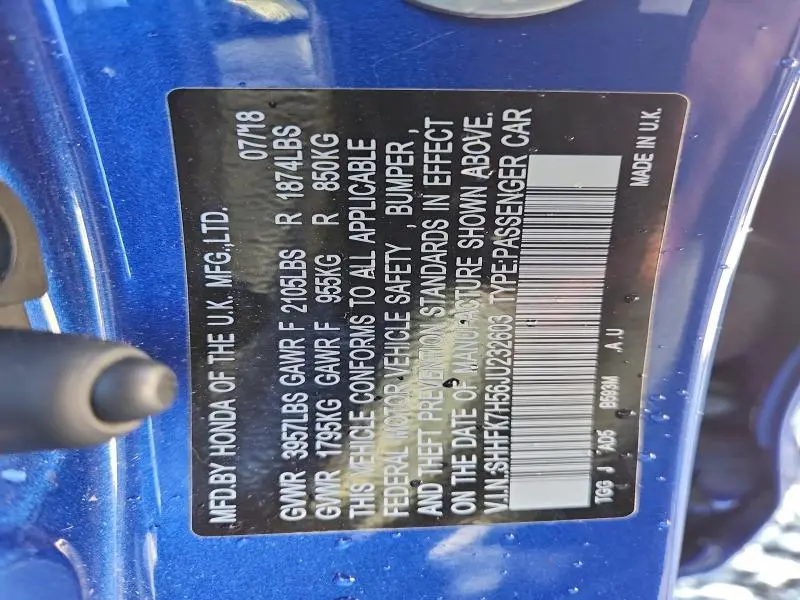 MFD.BY HONDA OF THE U.K. MFG.,LTD. 07/'18
GVWR 3957LBS GAWR F 2105LBS R 1874LBS
GVWR 1795KG GAWR F 955KG R 850KG
THIS VEHICLE CONFORMS TO ALL APPLICABLE
FEDERAL MOTOR VEHICLE SAFETY , BUMPER ,
AND THEFT PREVENTION STANDARDS IN EFFECT
ON THE DATE OF MANUFACTURE SHOWN ABOVE.
V.I.N.:SHHFK7H56JU232603 TYPE:PASSENGER CAR
TGG J AD5 B593M .A .U MADE IN U.K.